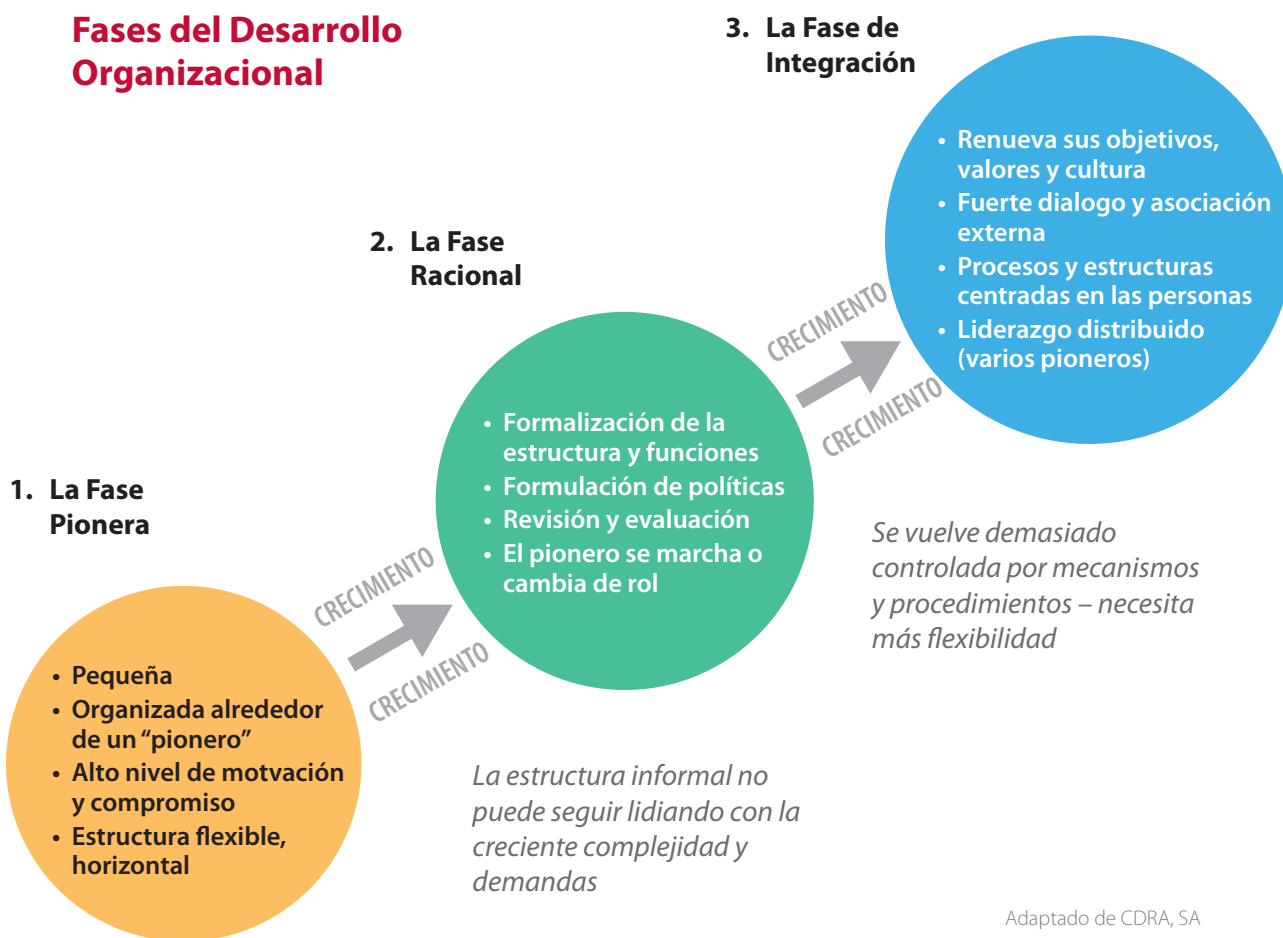 Fases del Desarrollo
Organizacional
1. La Fase
Pionera
• Pequeña
• Organizada alrededor
de un “pionero”
• Alto nivel de motvación
y compromiso
• Estructura flexible,
horizontal
CRECIMIENTO
CRECIMIENTO
La estructura informal no
puede seguir lidiando con la
creciente complejidad y
demandas
2. La Fase
Racional
• Formalización de la
estructura y funciones
• Formulación de políticas
• Revisión y evaluación
• El pionero se marcha o
cambia de rol
CRECIMIENTO
CRECIMIENTO
Se vuelve demasiado
controlada por mecanismos
y procedimientos – necesita
más flexibilidad
3. La Fase de
Integración
• Renueva sus objetivos,
valores y cultura
• Fuerte dialogo y asociación
externa
• Procesos y estructuras
centradas en las personas
• Liderazgo distribuido
(varios pioneros)
Adaptado de CDRA, SA